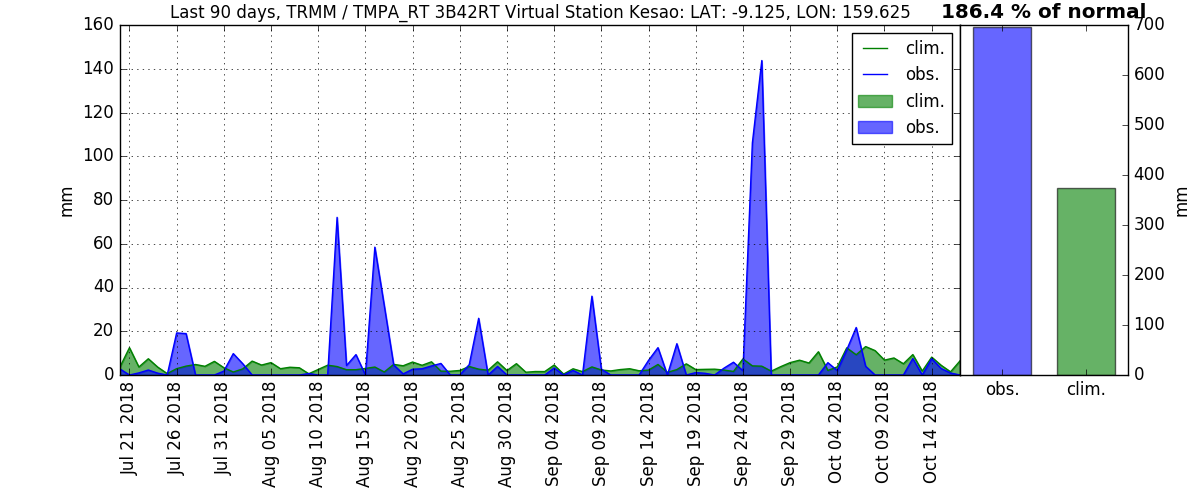 Last 90 days, TRMM / TMPA_RT 3B42RT Virtual Station Kesao: LAT: -9.125, LON: 159.625
186.4 % of normal
160
140
120
100
80
60
40
20
0
mm
clim.
obs.
clim.
obs.
700
600
500
400
300
200
100
0
mm
obs.
clim.
Jul 21 2018
Jul 26 2018
Jul 31 2018
Aug 05 2018
Aug 10 2018
Aug 15 2018
Aug 20 2018
Aug 25 2018
Aug 30 2018
Sep 04 2018
Sep 09 2018
Sep 14 2018
Sep 19 2018
Sep 24 2018
Sep 29 2018
Oct 04 2018
Oct 09 2018
Oct 14 2018